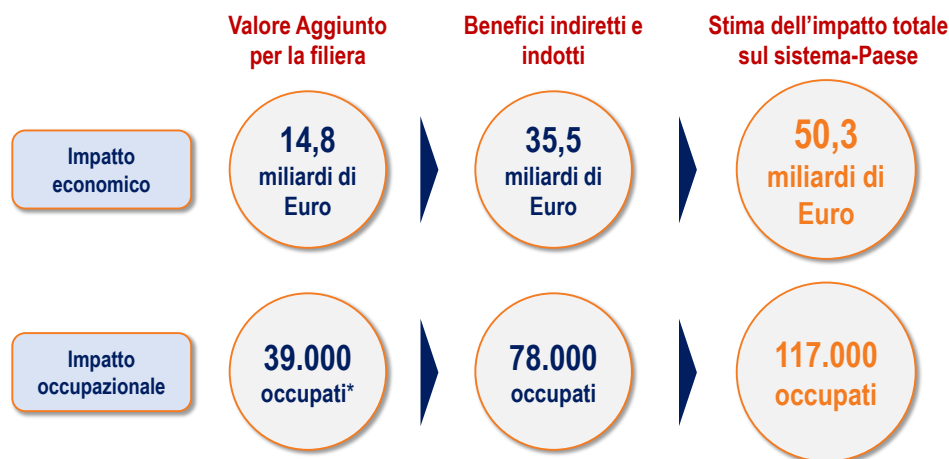 Valore Aggiunto
per la filiera
Benefici indiretti e
indotti
Stima dell'impatto totale
sul sistema-Paese
Impatto
economico
14,8
miliardi di
Euro
35,5
miliardi di
Euro
50,3
miliardi di
Euro
Impatto
occupazionale
39.000
occupati*
78.000
occupati
117.000
occupati